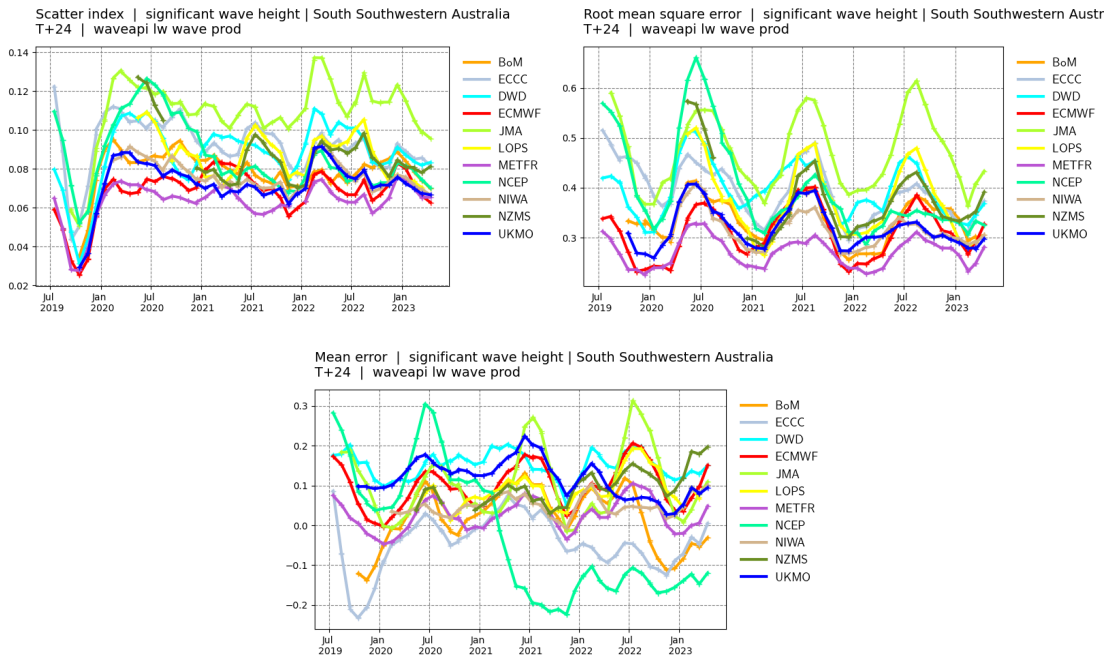 Scatter index | significant wave height | South Southwestern Australia
T+24 | waveapi lw wave prod
0.14
0.12
0.10
0.08
0.06
0.04
0.02
Jul 2019
Jan 2020
Jul 2020
Jan 2021
Jul 2021
Jan 2022
Jul 2022
Jan 2023
BoM
ECCC
DWD
ECMWF
JMA
LOPS
METFR
NCEP
NIWA
NZMS
UKMO
Root mean square error | significant wave height | South Southwestern Austr
T+24 | waveapi lw wave prod
0.6
0.5
0.4
0.3
Jul 2019
Jan 2020
Jul 2020
Jan 2021
Jul 2021
Jan 2022
Jul 2022
Jan 2023
BoM
ECCC
DWD
ECMWF
JMA
LOPS
METFR
NCEP
NIWA
NZMS
UKMO
Mean error | significant wave height | South Southwestern Australia
T+24 | waveapi lw wave prod
0.3
0.2
0.1
0.0
−0.1
−0.2
Jul 2019
Jan 2020
Jul 2020
Jan 2021
Jul 2021
Jan 2022
Jul 2022
Jan 2023
BoM
ECCC
DWD
ECMWF
JMA
LOPS
METFR
NCEP
NIWA
NZMS
UKMO